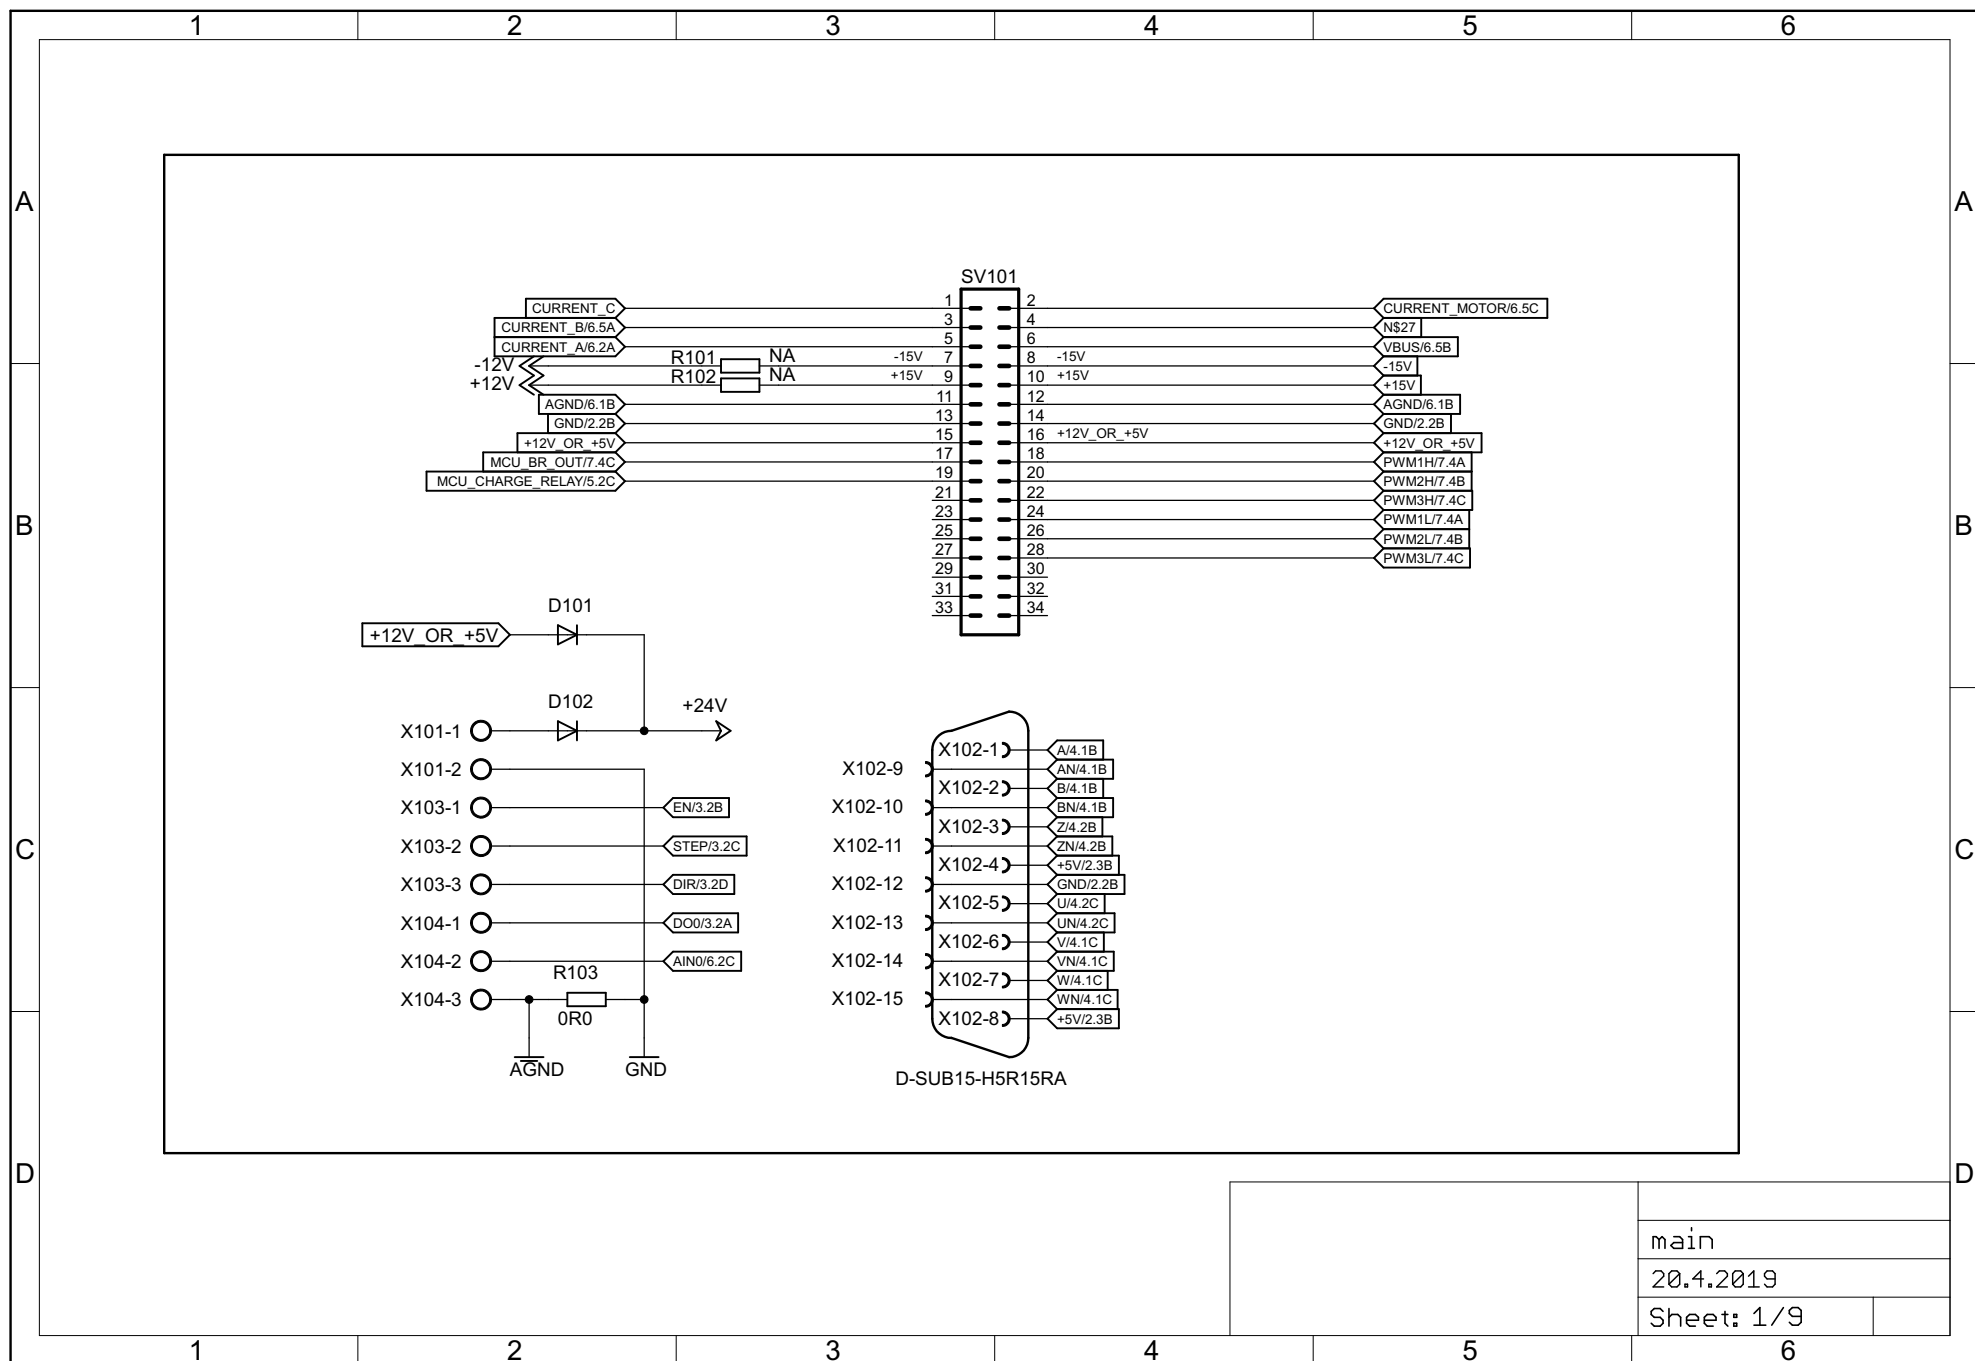 1 2 3 4 5 6
A A
SV101
CURRENT_C 1 2 CURRENT_MOTOR/6.5C
CURRENT_B/6.5A 3 4 N$27
CURRENT_A/6.2A 5 6 VBUS/6.5B
-12V R101 NA -15V 7 8 -15V -15V
+12V R102 NA +15V 9 10 +15V +15V
AGND/6.1B 11 12 AGND/6.1B
GND/2.2B 13 14 GND/2.2B
+12V_OR_+5V 15 16 +12V_OR_+5V +12V_OR_+5V
MCU_BR_OUT/7.4C 17 18 PWM1H/7.4A
MCU_CHARGE_RELAY/5.2C 19 20 PWM2H/7.4B
21 22 PWM3H/7.4C
B 23 24 PWM1L/7.4A B
25 26 PWM2L/7.4B
27 28 PWM3L/7.4C
29 30
31 32
33 34
D101
+12V_OR_+5V
D102
+24V
X101-1
X101-2
X103-1 EN/3.2B
X103-2 STEP/3.2C
X103-3 DIR/3.2D
X104-1 DO0/3.2A
X104-2 AIN0/6.2C
R103
X104-3
0R0
AGND GND
X102-1 A/4.1B
X102-9 AN/4.1B
X102-2 B/4.1B
X102-10 BN/4.1B
X102-3 Z/4.2B
X102-11 ZN/4.2B
C C
X102-4 +5V/2.3B
X102-12 GND/2.2B
X102-5 U/4.2C
X102-13 UN/4.2C
X102-6 V/4.1C
X102-14 VN/4.1C
X102-7 W/4.1C
X102-15 WN/4.1C
X102-8 +5V/2.3B
D-SUB15-H5R15RA
D D
main
20.4.2019
Sheet: 1/9
1 2 3 4 5 6